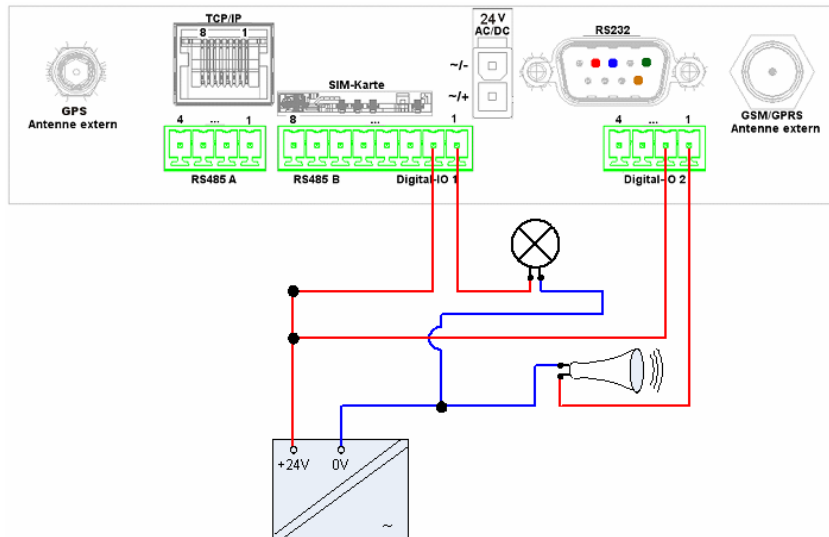 TCP/IP
8 1
24 V
AC/DC
RS232
~/-
SIM-Karte
~/+
GPS
Antenne extern
GSM/GPRS
Antenne extern
4 ... 1
8 ... 1
4 ... 1
RS485 A
RS485 B
Digital-IO 1
Digital-IO 2
+24V
0V
~